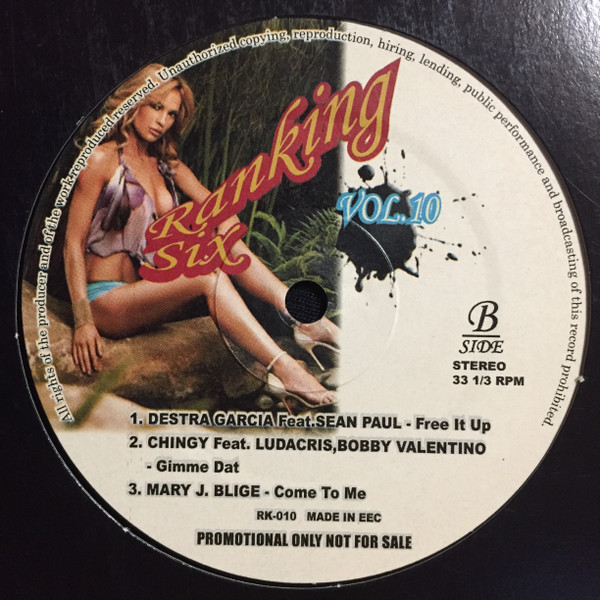 All rights of the producer and of the work reproduced reserved. Unauthorized copying, reproduction, hiring, lending, public performance and broadcasting of this record prohibited.
Ranking
Six
VOL.10
B
SIDE
STEREO
33 1/3 RPM
1. DESTRA GARCIA Feat.SEAN PAUL - Free It Up
2. CHINGY Feat. LUDACRIS,BOBBY VALENTINO
- Gimme Dat
3. MARY J. BLIGE - Come To Me
RK-010 MADE IN EEC
PROMOTIONAL ONLY NOT FOR SALE